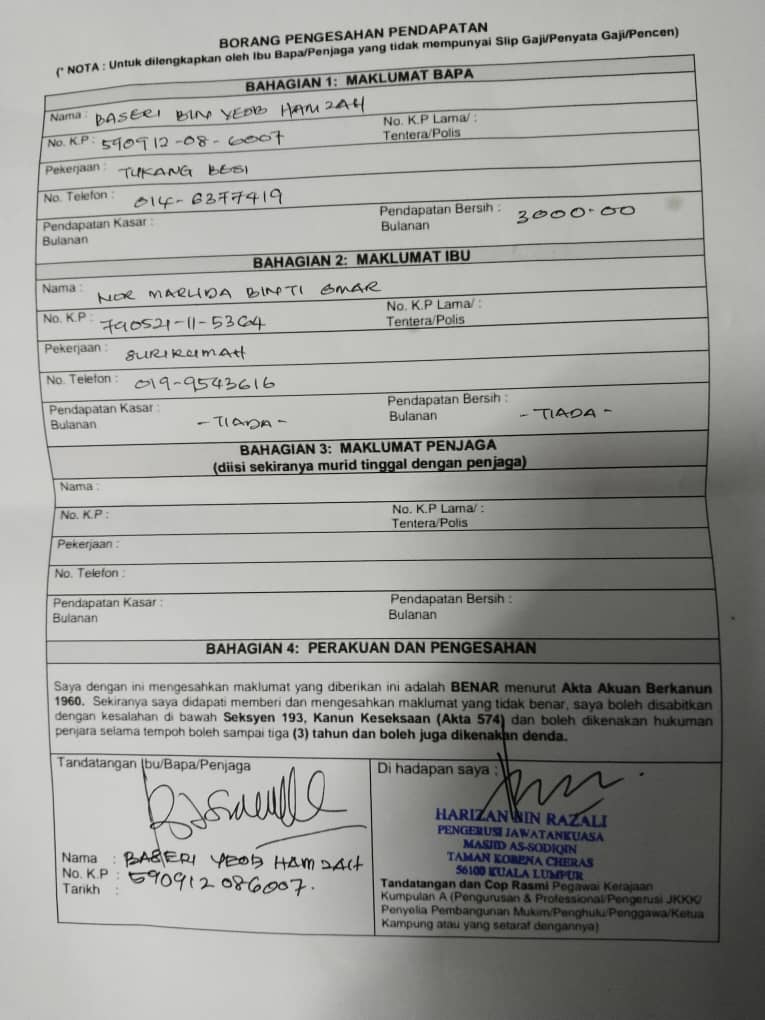 BORANG PENGESAHAN PENDAPATAN
(* NOTA : Untuk dilengkapkan oleh Ibu Bapa/Penjaga yang tidak mempunyai Slip Gaji/Penyata Gaji/Pencen)
BAHAGIAN 1: MAKLUMAT BAPA
Nama : BASERI BIN YEOB HAMZAH
No. K.P : 590912-08-6007 No. K.P Lama/ :
Tentera/Polis
Pekerjaan : TUKANG BESI
No. Telefon : 014-6377419
Pendapatan Kasar : Pendapatan Bersih : 3000.00
Bulanan Bulanan
BAHAGIAN 2: MAKLUMAT IBU
Nama : NOR MARLIDA BINTI OMAR
No. K.P : 790521-11-5364 No. K.P Lama/ :
Tentera/Polis
Pekerjaan : SURIRUMAH
No. Telefon : 019-9543616
Pendapatan Kasar : - TIADA - Pendapatan Bersih : - TIADA -
Bulanan Bulanan
BAHAGIAN 3: MAKLUMAT PENJAGA
(diisi sekiranya murid tinggal dengan penjaga)
Nama :
No. K.P : No. K.P Lama/ :
Tentera/Polis
Pekerjaan :
No. Telefon :
Pendapatan Kasar : Pendapatan Bersih :
Bulanan Bulanan
BAHAGIAN 4: PERAKUAN DAN PENGESAHAN
Saya dengan ini mengesahkan maklumat yang diberikan ini adalah BENAR menurut Akta Akuan Berkanun
1960. Sekiranya saya didapati memberi dan mengesahkan maklumat yang tidak benar, saya boleh disabitkan
dengan kesalahan di bawah Seksyen 193, Kanun Keseksaan (Akta 574) dan boleh dikenakan hukuman
penjara selama tempoh boleh sampai tiga (3) tahun dan boleh juga dikenakan denda.
Tandatangan Ibu/Bapa/Penjaga
Nama : BASERI YEOB HAMZAH
No. K.P : 590912086007.
Tarikh :
Di hadapan saya :
HARIZAN BIN RAZALI
PENGERUSI JAWATANKUASA
MASJID AS-SODIQIN
TAMAN KOBENA CHERAS
56100 KUALA LUMPUR
Tandatangan dan Cop Rasmi Pegawai Kerajaan
Kumpulan A (Pengurusan & Professional/Pengerusi JKKK/
Penyelia Pembangunan Mukim/Penghulu/Penggawa/Ketua
Kampung atau yang setaraf dengannya)